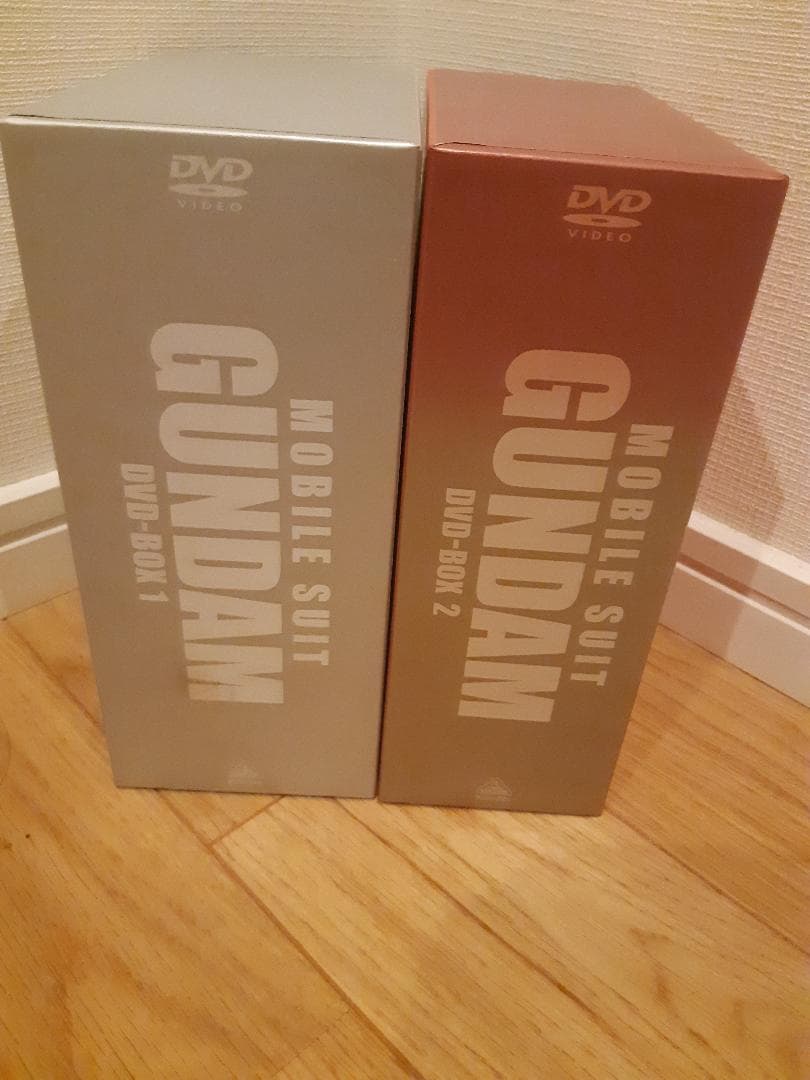 DVD
VIDEO
MOBILE SUIT
GUNDAM
DVD-BOX 1
DVD
VIDEO
MOBILE SUIT
GUNDAM
DVD-BOX 2